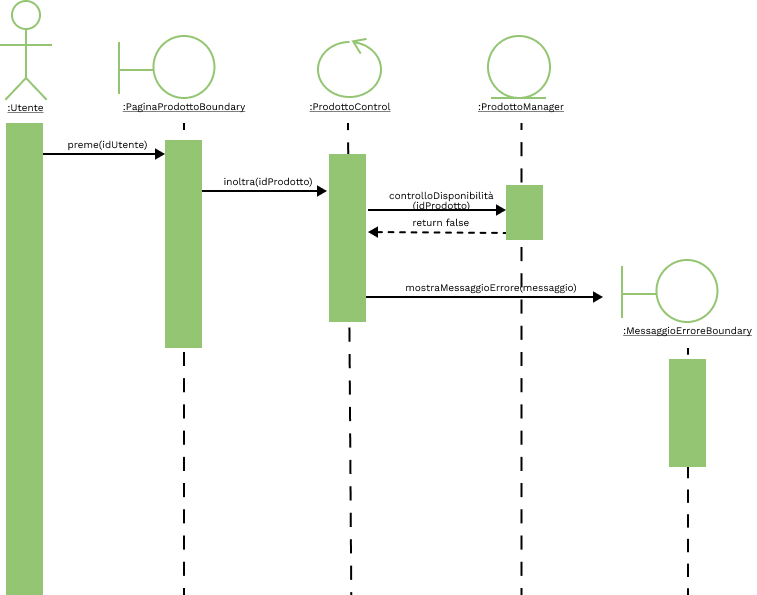 :Utente
:PaginaProdottoBoundary
:ProdottoControl
:ProdottoManager
preme(idUtente)
inoltra(idProdotto)
controlloDisponibilità
(idProdotto)
return false
mostraMessaggioErrore(messaggio)
:MessaggioErroreBoundary